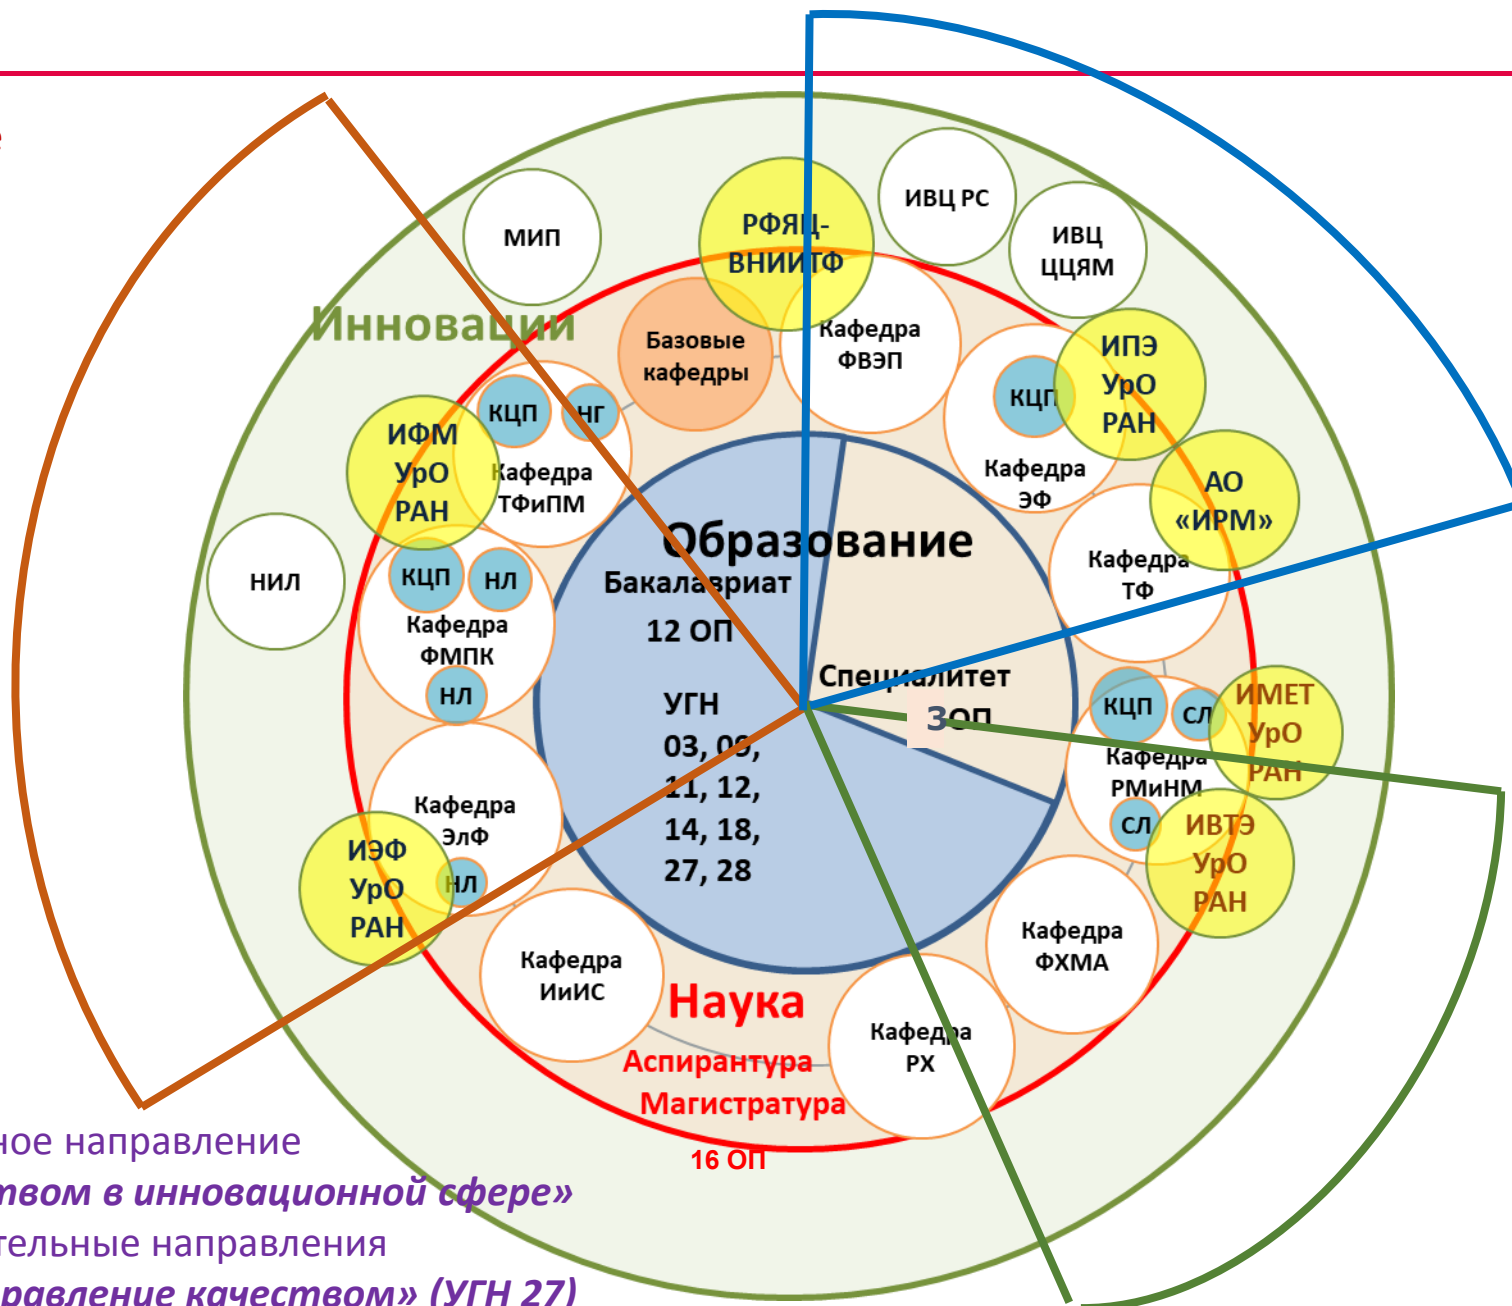 ИВЦ РС
МИП
РФЯЦ-
ВНИИТФ
ИВЦ
ЦЦЯМ
Инновации
Базовые
кафедры
Кафедра
ФВЭП
ИПЭ
УрО
РАН
КЦП
Кафедра
ЭФ
КЦП
НГ
Кафедра
ТФиПМ
ИФМ
УрО
РАН
АО
«ИРМ»
Кафедра
ТФ
НИЛ
КЦП
НЛ
Кафедра
ФМПК
НЛ
Образование
Бакалавриат
12 ОП
УГН
03, 09,
11, 12,
14, 18,
27, 28
Специалитет
3 ОП
КЦП
СЛ
Кафедра
РМиНМ
СЛ
ИМЕТ
УрО
РАН
ИВТЭ
УрО
РАН
Кафедра
ЭлФ
НЛ
ИЭФ
УрО
РАН
Кафедра
ИиИС
Кафедра
ФХМА
Кафедра
РХ
Наука
Аспирантура
Магистратура
16 ОП
ное направление
твом в инновационной сфере»
тельные направления
равление качеством» (УГН 27)